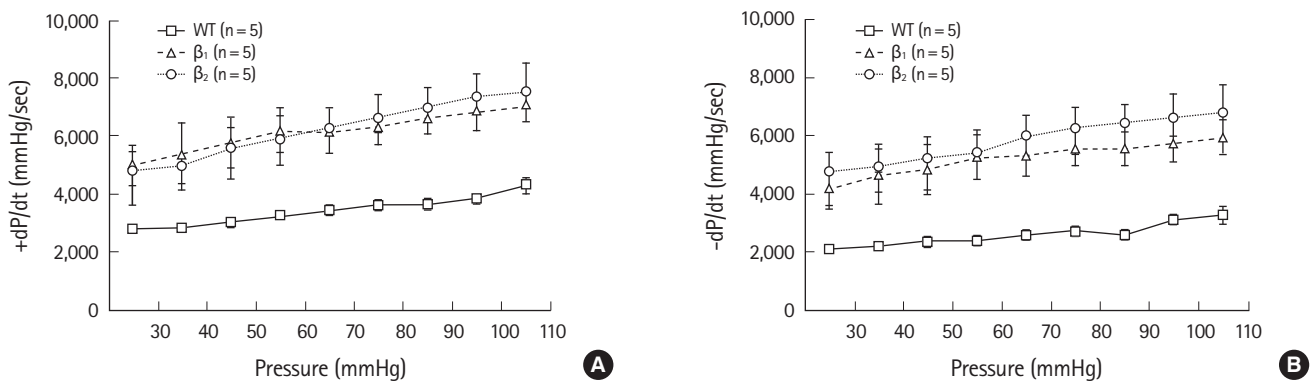 10,000
8,000
6,000
4,000
2,000
0
+dP/dt (mmHg/sec)
WT (n = 5)
β₁ (n = 5)
β₂ (n = 5)
30 40 50 60 70 80 90 100 110
Pressure (mmHg)
A
10,000
8,000
6,000
4,000
2,000
0
-dP/dt (mmHg/sec)
WT (n = 5)
β₁ (n = 5)
β₂ (n = 5)
30 40 50 60 70 80 90 100 110
Pressure (mmHg)
B